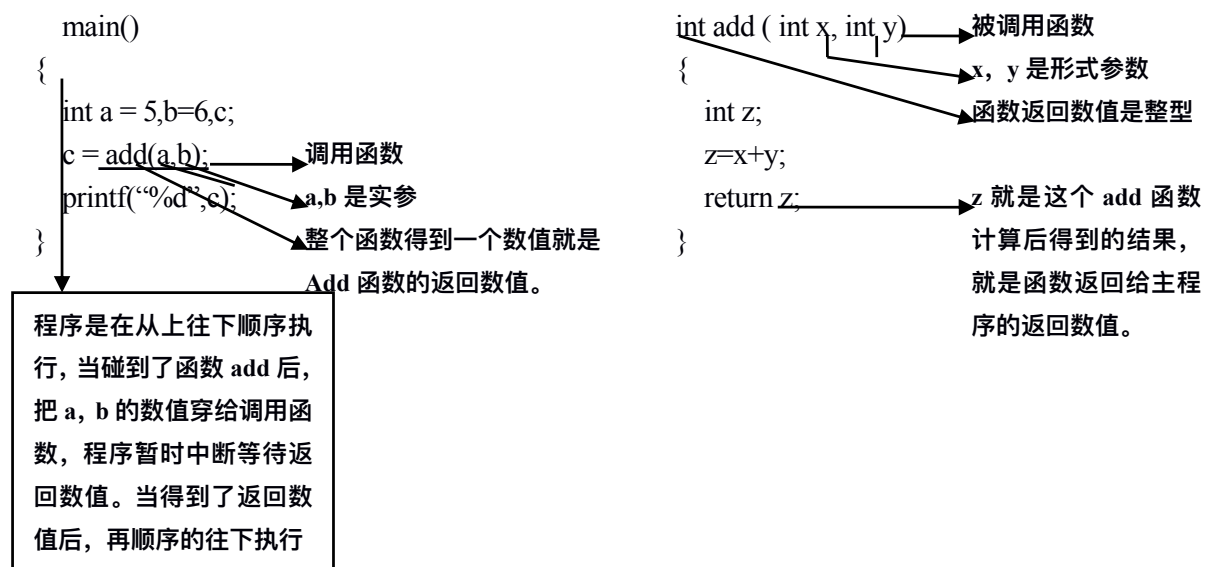 main()
{
int a = 5,b=6,c;
c = add(a,b);
printf(“%d”,c);
}
调用函数
a,b 是实参
整个函数得到一个数值就是
Add 函数的返回数值。
程序是在从上往下顺序执
行，当碰到了函数 add 后，
把 a，b 的数值穿给调用函
数，程序暂时中断等待返
回数值。当得到了返回数
值后，再顺序的往下执行
int add ( int x, int y)
{
int z;
z=x+y;
return z;
}
被调用函数
x，y 是形式参数
函数返回数值是整型
z 就是这个 add 函数
计算后得到的结果，
就是函数返回给主程
序的返回数值。